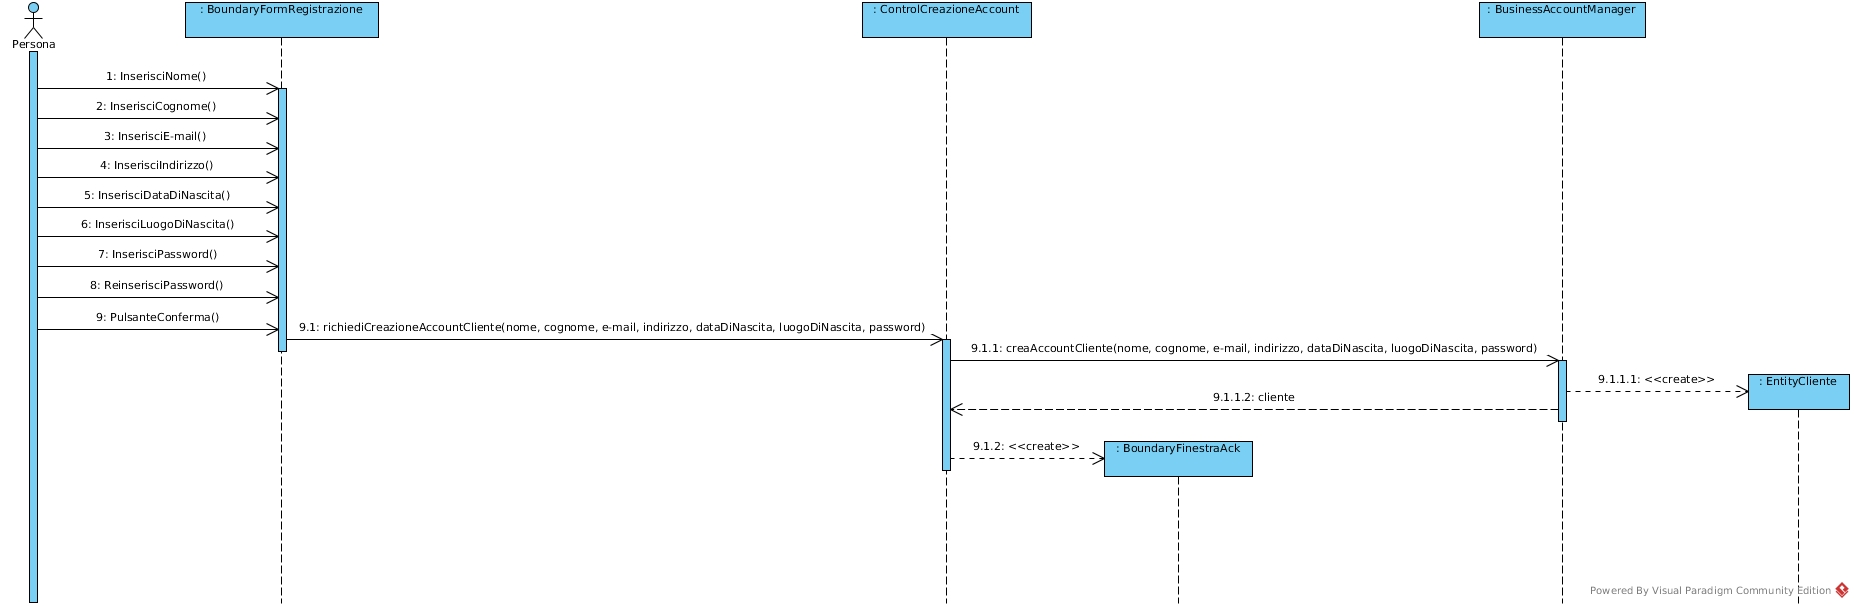 : BoundaryFormRegistrazione
: ControlCreazioneAccount
: BusinessAccountManager
Persona
1: InserisciNome()
2: InserisciCognome()
3: InserisciE-mail()
4: InserisciIndirizzo()
5: InserisciDataDiNascita()
6: InserisciLuogoDiNascita()
7: InserisciPassword()
8: ReinserisciPassword()
9: PulsanteConferma()
9.1: richiediCreazioneAccountCliente(nome, cognome, e-mail, indirizzo, dataDiNascita, luogoDiNascita, password)
9.1.1: creaAccountCliente(nome, cognome, e-mail, indirizzo, dataDiNascita, luogoDiNascita, password)
9.1.1.1: <<create>>
: EntityCliente
9.1.1.2: cliente
9.1.2: <<create>>
: BoundaryFinestraAck
Powered By Visual Paradigm Community Edition